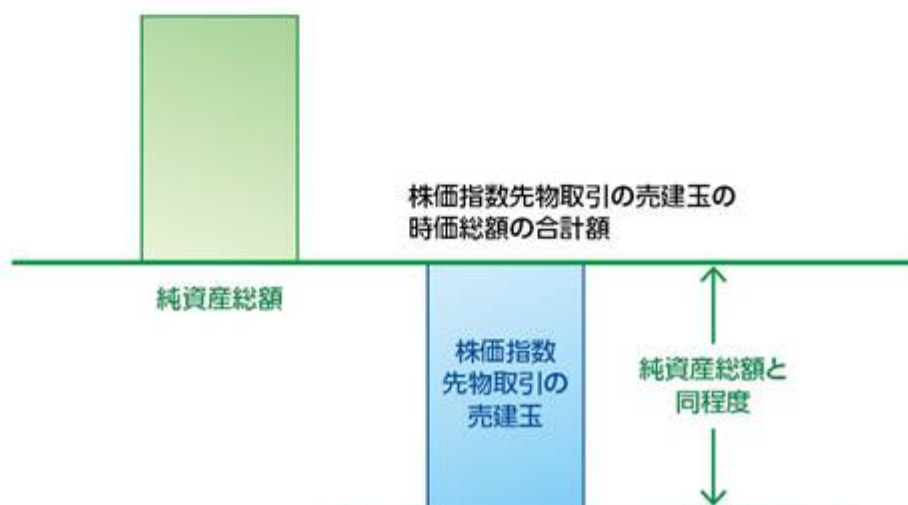 株価指数先物取引の売建玉の
時価総額の合計額
純資産総額
株価指数
先物取引の
売建玉
純資産総額と
同程度